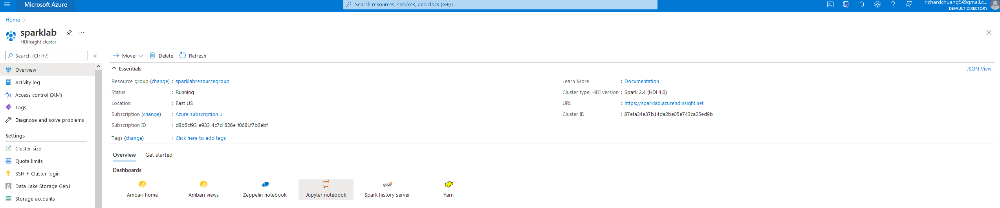 Microsoft Azure
Search resources, services, and docs (G+/)
richardchuang5@gmail.c...
DEFAULT DIRECTORY
Home
sparklab
HDInsight cluster
Search (Ctrl+/)
Overview
Activity log
Access control (IAM)
Tags
Diagnose and solve problems
Settings
Cluster size
Quota limits
SSH + Cluster login
Data Lake Storage Gen1
Storage accounts
Move
Delete
Refresh
Essentials
JSON View
Resource group (change) : sparklabresourcegroup
Status : Running
Location : East US
Subscription (change) : Azure subscription 1
Subscription ID : d8b5cf93-e933-4c7d-826e-f0681f7b6ebf
Tags (change) : Click here to add tags
Learn More : Documentation
Cluster type, HDI version : Spark 2.4 (HDI 4.0)
URL : https://sparklab.azurehdinsight.net
Cluster ID : 87efa34e37b14da2be05e743ca25ed9b
Overview
Get started
Dashboards
Ambari home
Ambari views
Zeppelin notebook
Jupyter notebook
Spark
Spark history server
Yarn